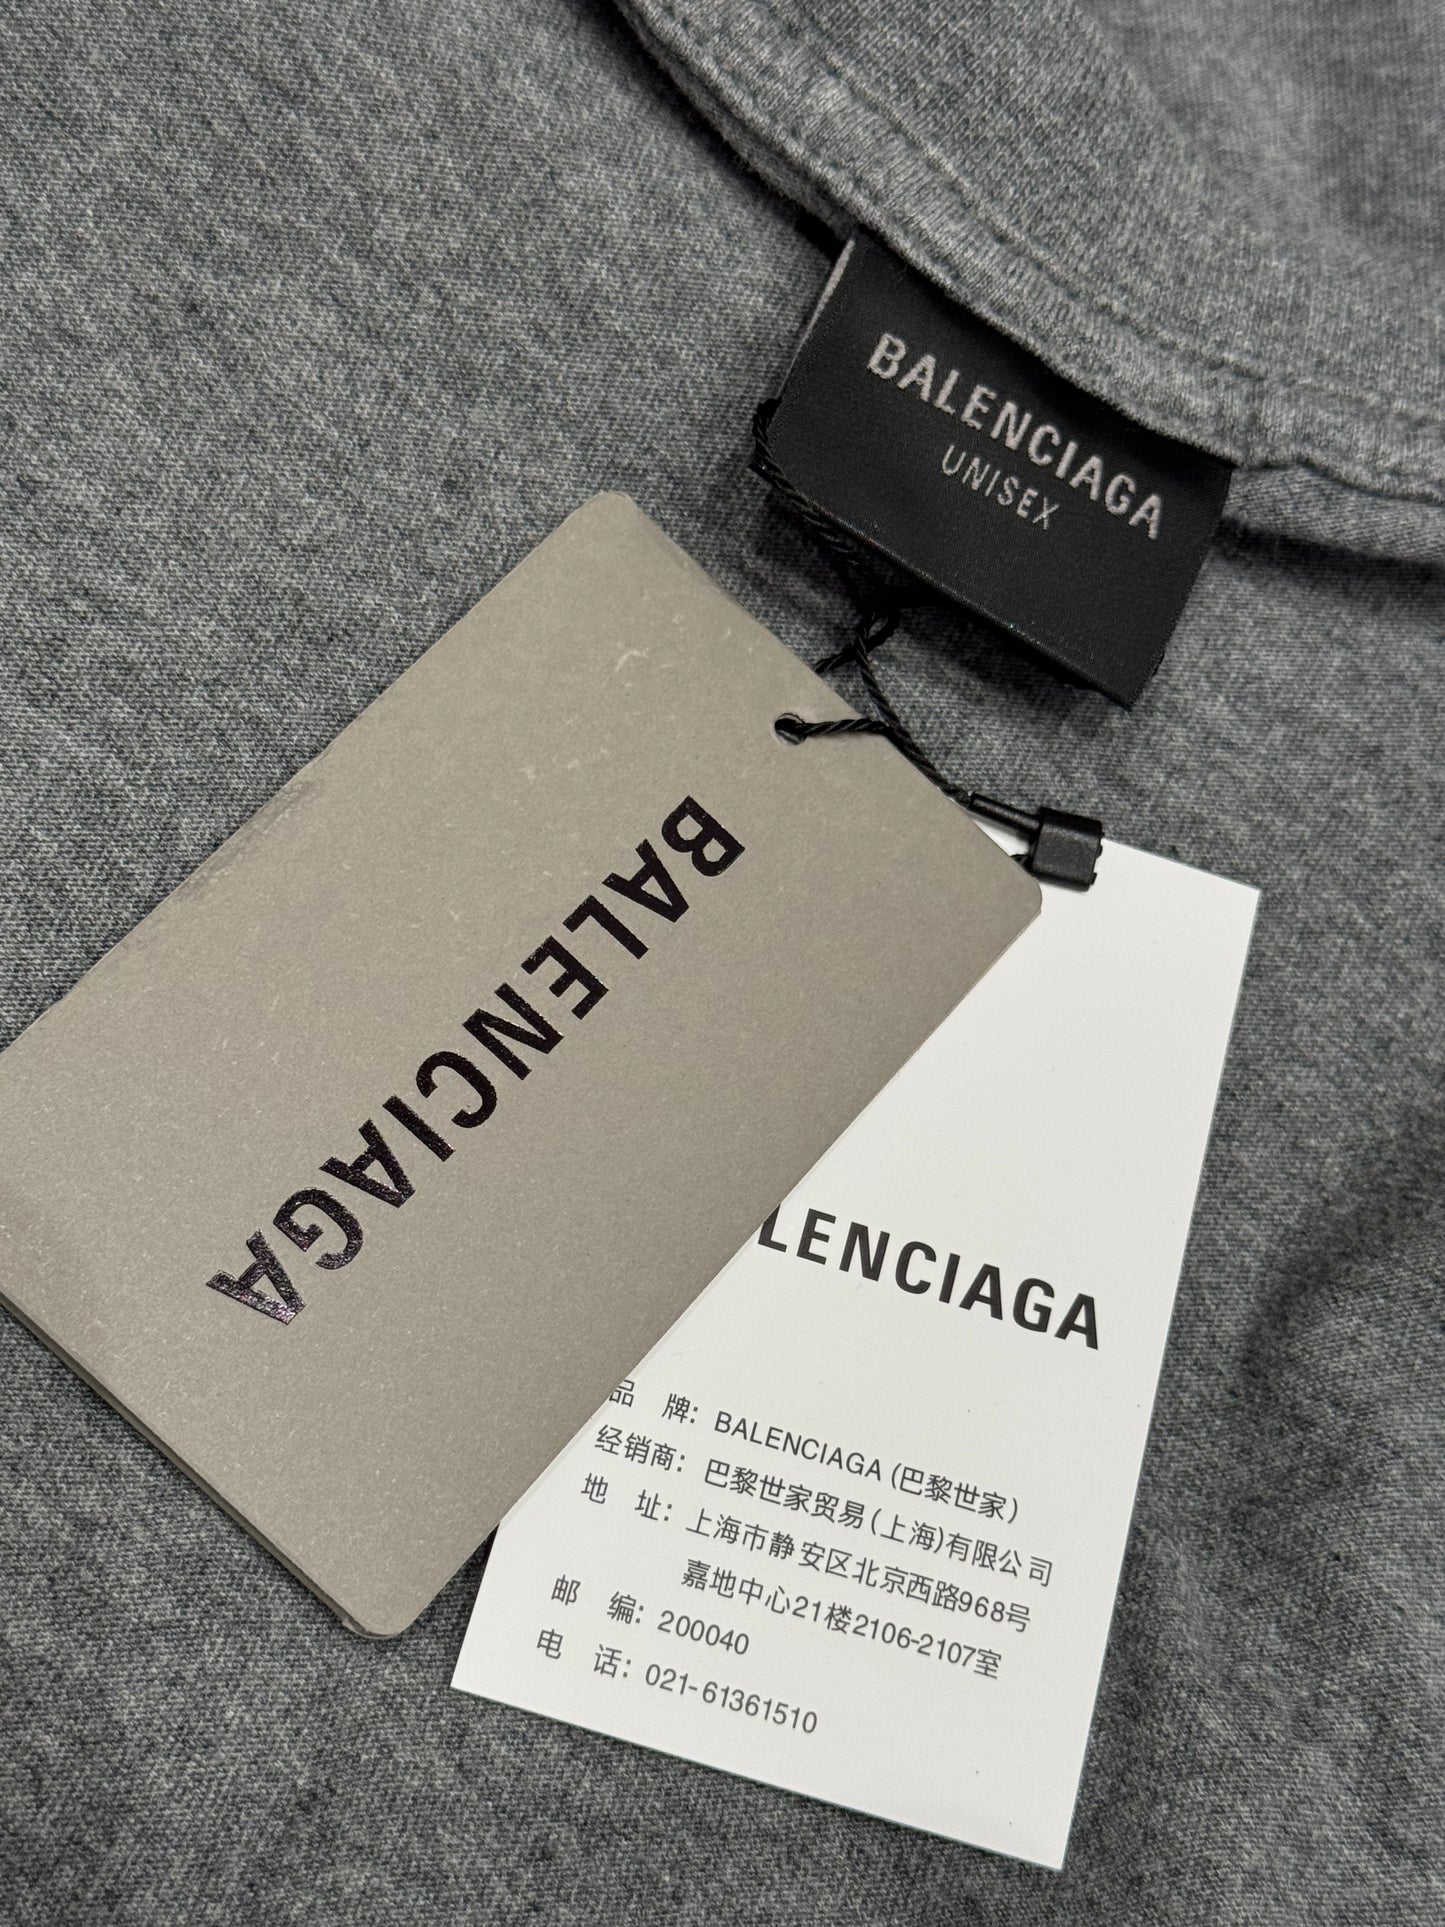 BALENCIAGA
UNISEX
BALENCIAGA
LENCIAGA
品 牌: BALENCIAGA (巴黎世家)
经销商: 巴黎世家贸易(上海)有限公司
地 址: 上海市静安区北京西路968号
嘉地中心21楼2106-2107室
邮 编: 200040
电 话: 021-61361510